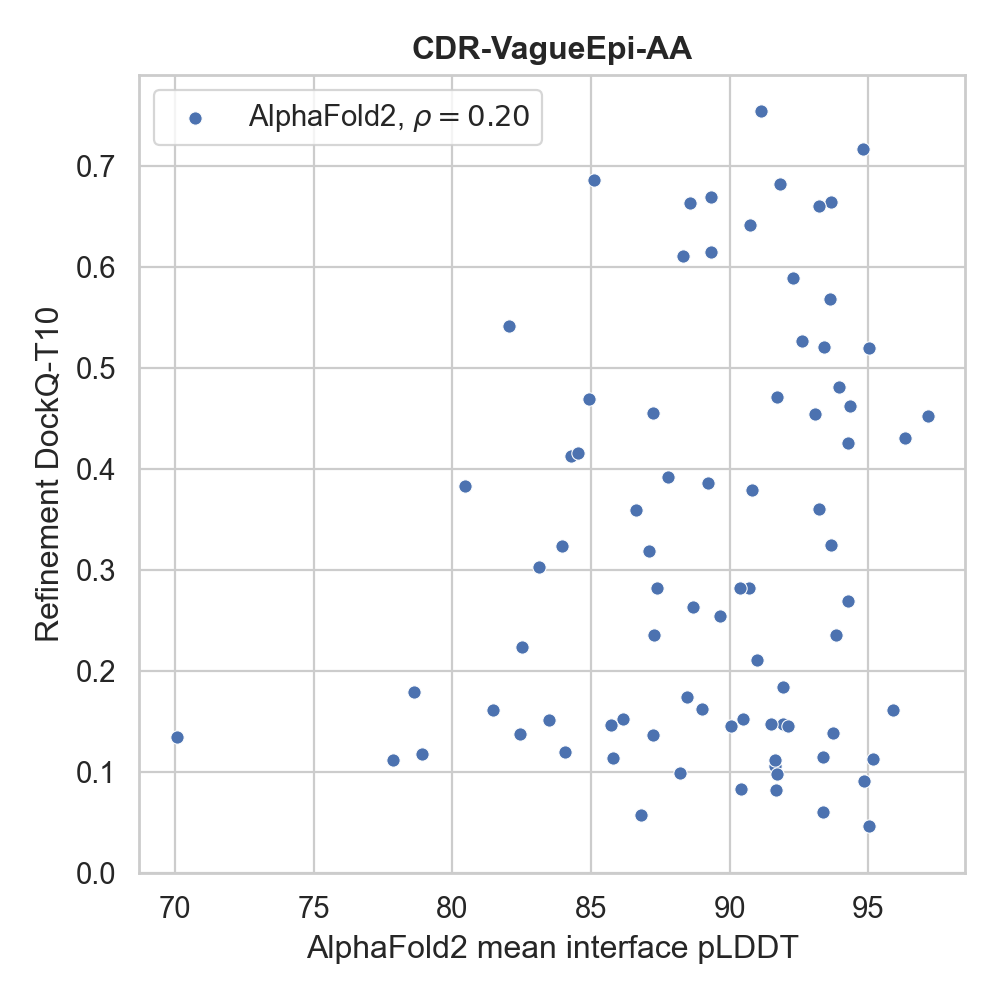 CDR-VagueEpi-AA
AlphaFold2, ρ = 0.20
Refinement DockQ-T10
0.7
0.6
0.5
0.4
0.3
0.2
0.1
0.0
70 75 80 85 90 95
AlphaFold2 mean interface pLDDT